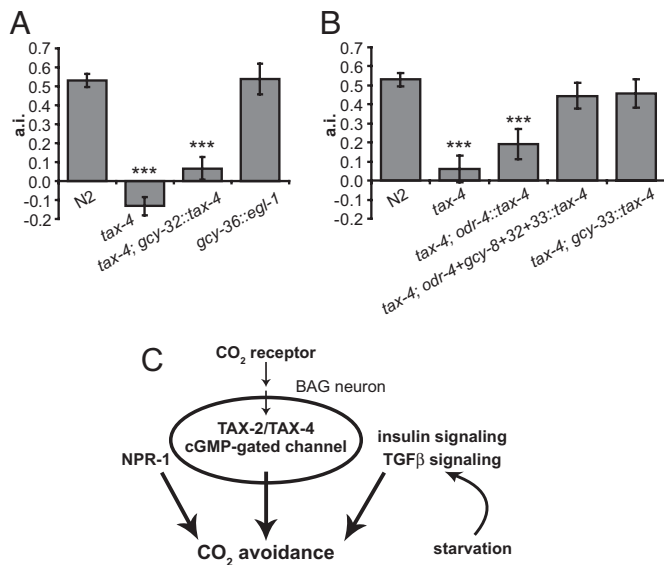 A
0.7
0.6
0.5
0.4
0.3
0.2
0.1
0.0
-0.1
-0.2
a.i.
***
***
N2
tax-4
tax-4; gcy-32::tax-4
gcy-36::egl-1
B
0.7
0.6
0.5
0.4
0.3
0.2
0.1
0.0
-0.1
-0.2
a.i.
***
***
N2
tax-4
tax-4; odr-4::tax-4
tax-4; odr-4+gcy-8+32+33::tax-4
tax-4; gcy-33::tax-4
C
CO2 receptor
BAG neuron
TAX-2/TAX-4
cGMP-gated channel
NPR-1
insulin signaling
TGFβ signaling
CO2 avoidance
starvation